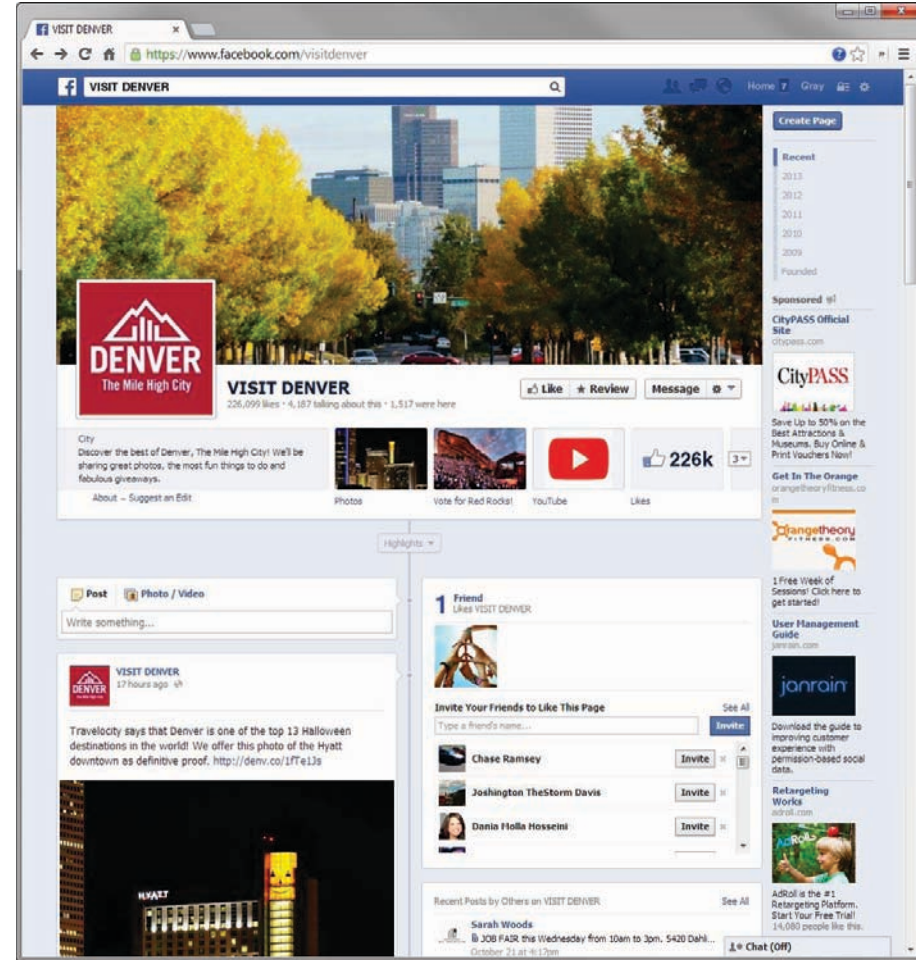 VISIT DENVER
https://www.facebook.com/visitdenver
VISIT DENVER
Home 7 Gray
Create Page
Recent
2013
2012
2011
2010
2009
Founded
DENVER
The Mile High City
VISIT DENVER
226,099 likes · 4,187 talking about this · 1,517 were here
Like ★ Review Message
City
Discover the best of Denver, The Mile High City! We'll be
sharing great photos, the most fun things to do and
fabulous giveaways.
About – Suggest an Edit
Photos
Vote for Red Rocks!
YouTube
226k
Likes
3
Highlights
Post Photo / Video
Write something...
VISIT DENVER
17 hours ago
DENVER
Travelocity says that Denver is one of the top 13 Halloween
destinations in the world! We offer this photo of the Hyatt
downtown as definitive proof. http://denv.co/1fTe1Js
HYATT
1 Friend
Likes VISIT DENVER
Invite Your Friends to Like This Page See All
Type a friend's name... Invite
Chase Ramsey Invite
Joshington TheStorm Davis Invite
Dania Molla Hosseini Invite
Recent Posts by Others on VISIT DENVER See All
Sarah Woods
JOB FAIR this Wednesday from 10am to 3pm. 5420 Dahli...
October 21 at 4:17pm
Sponsored
CityPASS Official
Site
citypass.com
CityPASS
Save Up to 50% on the
Best Attractions &
Museums. Buy Online &
Print Vouchers Now!
Get In The Orange
orangetheoryfitness.co
m
Orangetheory
FITNESS.COM
1 Free Week of
Sessions! Click here to
get started!
User Management
Guide
janrain.com
janrain
Download the guide to
improving customer
experience with
permission-based social
data.
Retargeting
Works
adroll.com
AdRoll
AdRoll is the #1
Retargeting Platform.
Start Your Free Trial!
14,080 people like this.
Chat (Off)